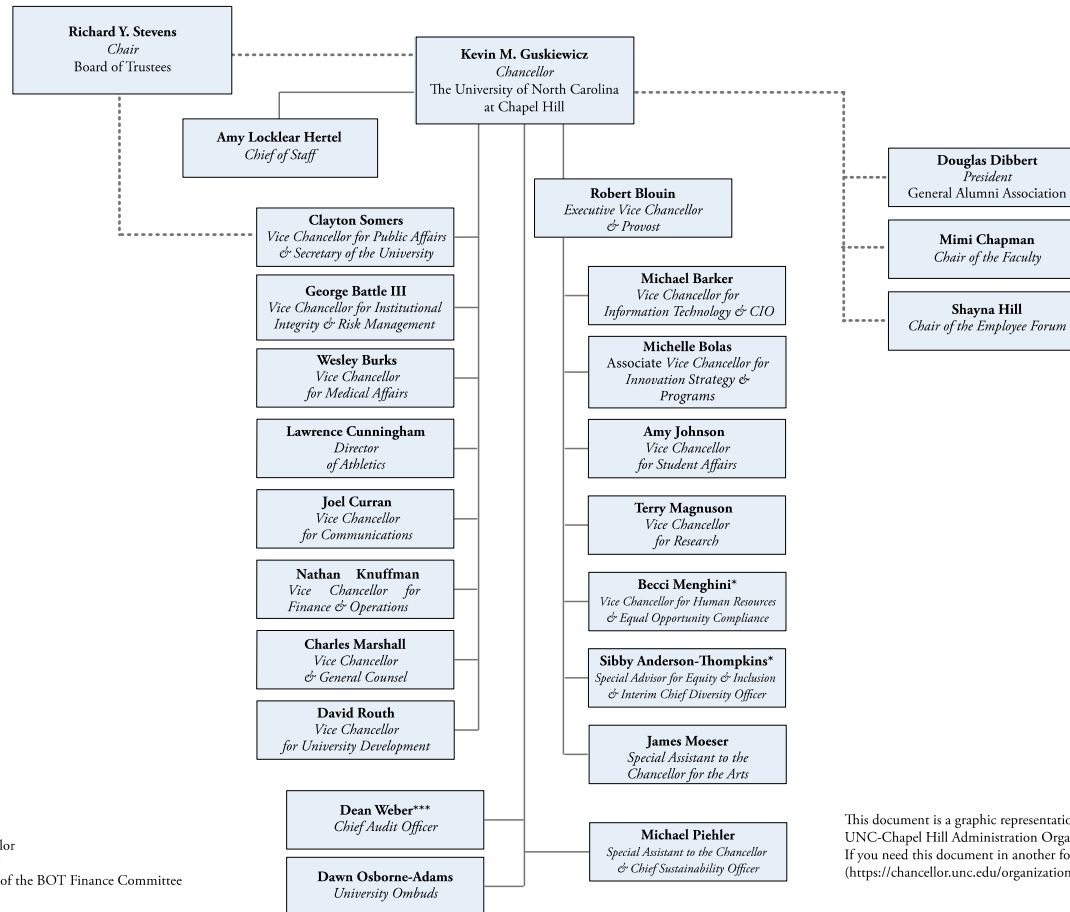 Richard Y. Stevens
Chair
Board of Trustees
Kevin M. Guskiewicz
Chancellor
The University of North Carolina
at Chapel Hill
Amy Locklear Hertel
Chief of Staff
Douglas Dibbert
President
General Alumni Association
Mimi Chapman
Chair of the Faculty
Shayna Hill
Chair of the Employee Forum
Robert Blouin
Executive Vice Chancellor
& Provost
Clayton Somers
Vice Chancellor for Public Affairs
& Secretary of the University
George Battle III
Vice Chancellor for Institutional
Integrity & Risk Management
Wesley Burks
Vice Chancellor
for Medical Affairs
Lawrence Cunningham
Director
of Athletics
Joel Curran
Vice Chancellor
for Communications
Nathan Knuffman
Vice Chancellor for
Finance & Operations
Charles Marshall
Vice Chancellor
& General Counsel
David Routh
Vice Chancellor
for University Development
Michael Barker
Vice Chancellor for
Information Technology & CIO
Michelle Bolas
Associate Vice Chancellor for
Innovation Strategy &
Programs
Amy Johnson
Vice Chancellor
for Student Affairs
Terry Magnuson
Vice Chancellor
for Research
Becci Menghini*
Vice Chancellor for Human Resources
& Equal Opportunity Compliance
Sibby Anderson-Thompkins*
Special Advisor for Equity & Inclusion
& Interim Chief Diversity Officer
James Moeser
Special Assistant to the
Chancellor for the Arts
Dean Weber***
Chief Audit Officer
Dawn Osborne-Adams
University Ombuds
Michael Piehler
Special Assistant to the Chancellor
& Chief Sustainability Officer
lor
of the BOT Finance Committee
This document is a graphic representatio
UNC-Chapel Hill Administration Orga
If you need this document in another fo
(https://chancellor.unc.edu/organization